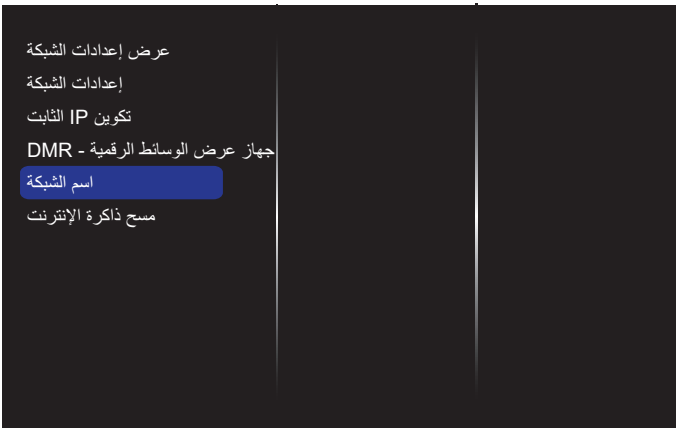 عرض إعدادات الشبكة
إعدادات الشبكة
تكوين IP الثابت
جهاز عرض الوسائط الرقمية - DMR
اسم الشبكة
مسح ذاكرة الإنترنت